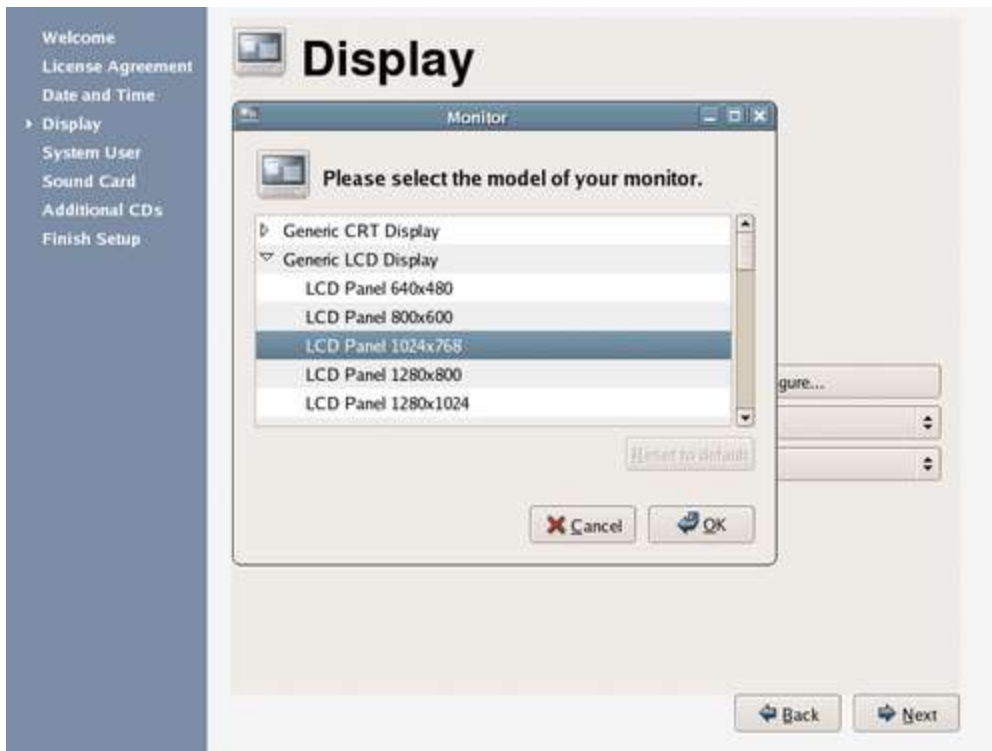 Welcome
License Agreement
Date and Time
Display
System User
Sound Card
Additional CDs
Finish Setup
Display
Monitor
Please select the model of your monitor.
Generic CRT Display
Generic LCD Display
LCD Panel 640x480
LCD Panel 800x600
LCD Panel 1024x768
LCD Panel 1280x800
LCD Panel 1280x1024
gure...
Reset to default
Cancel
OK
Back
Next